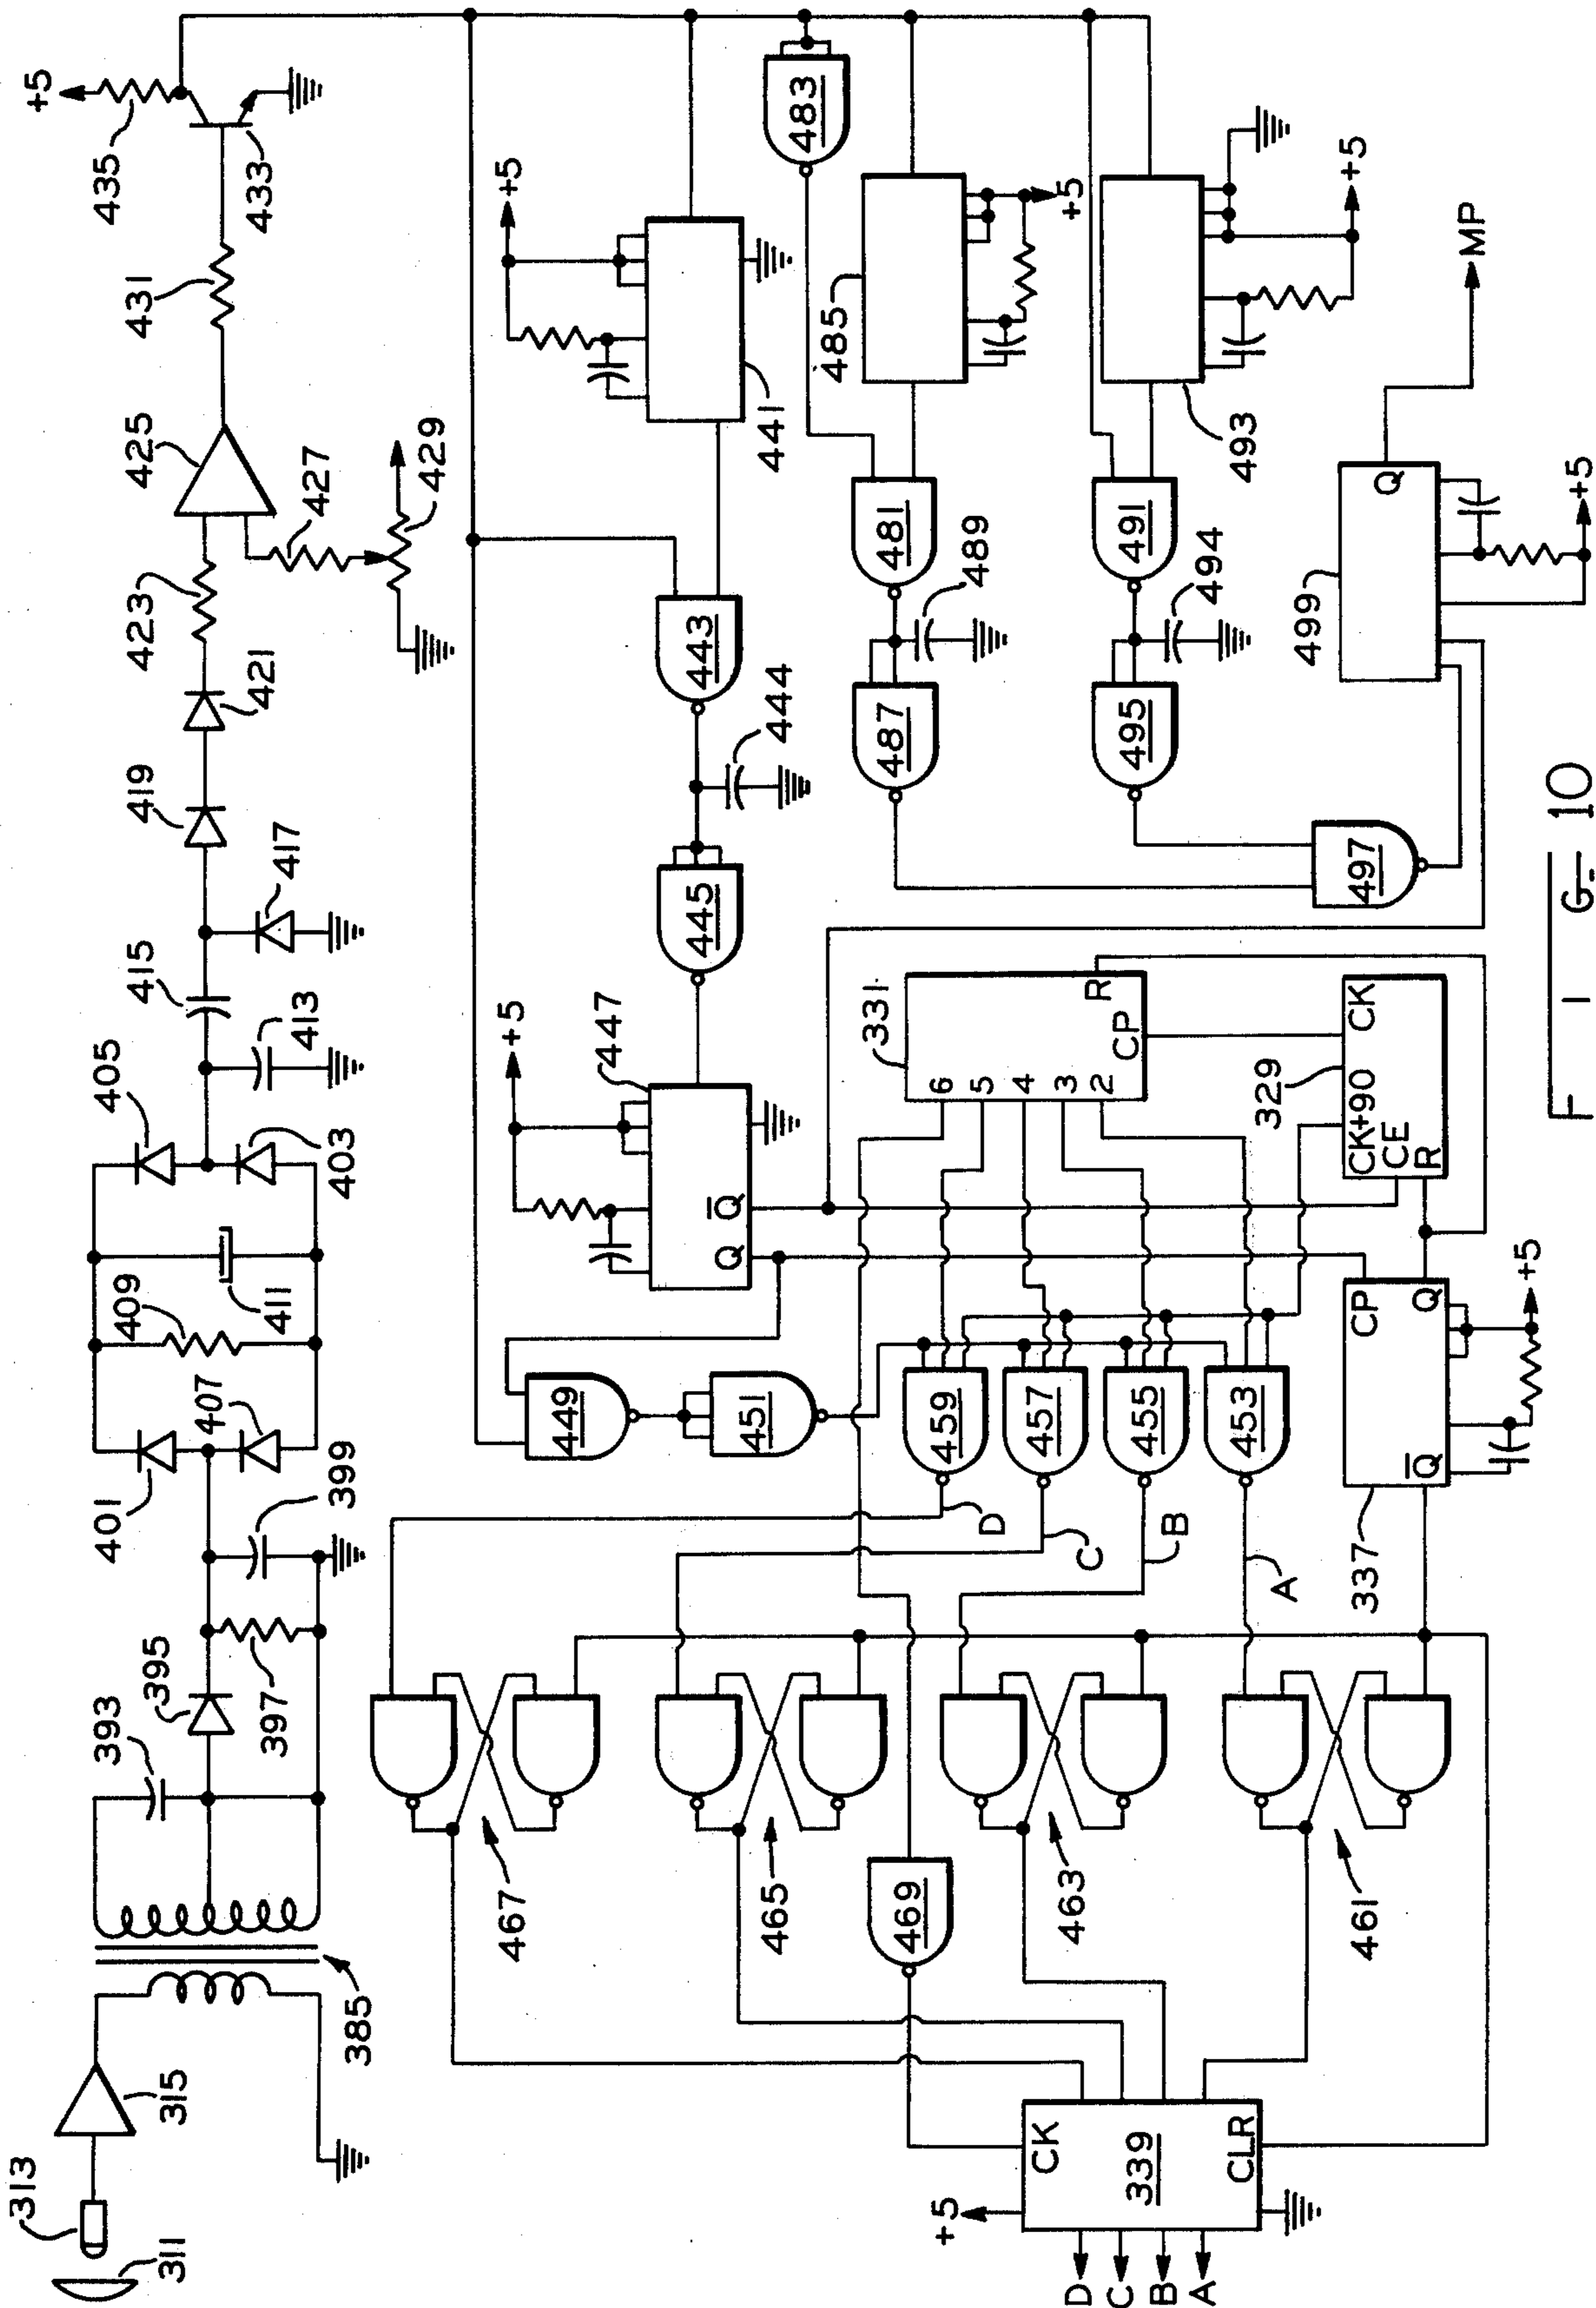 311
313
315
385
393
395
397
399
401
407
409
411
405
403
413
415
417
419
421
423
425
427
429
431
433
435
+5
+5
441
443
444
445
+5
447
Q
Q̅
449
451
483
485
+5
481
489
487
+5
493
491
494
495
497
499
Q
+5
MP
331
6
5
4
3
2
R
CP
329
CK+90
CK
CE
R
459
457
455
453
D
C
B
A
337
CP
Q
Q̅
+5
467
465
463
461
469
339
CK
CLR
+5
D
C
B
A
FIG- 10